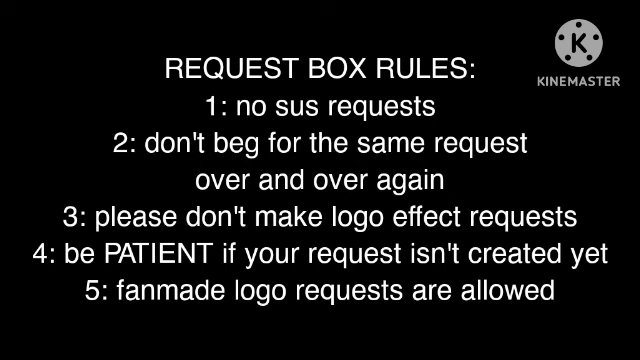 REQUEST BOX RULES:
1: no sus requests
2: don't beg for the same request
over and over again
3: please don't make logo effect requests
4: be PATIENT if your request isn't created yet
5: fanmade logo requests are allowed
K
KINEMASTER